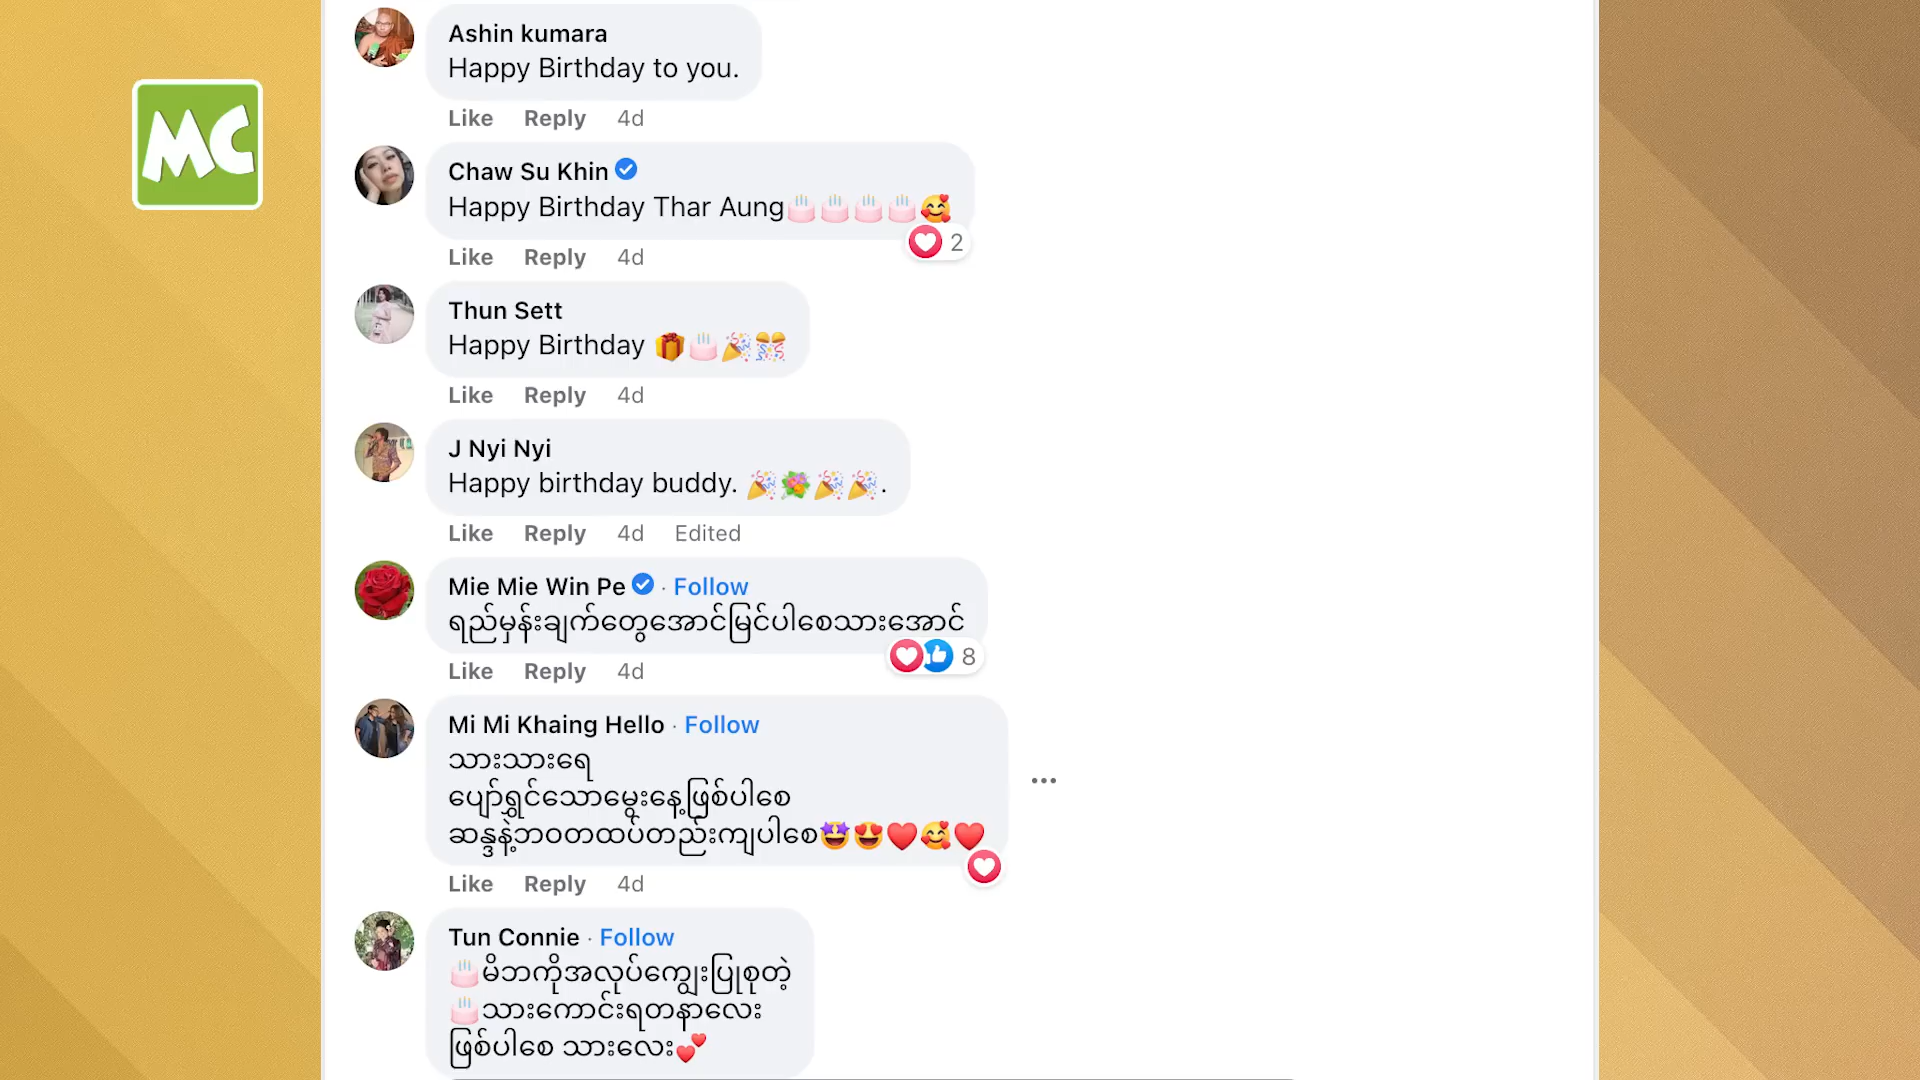 MC
Ashin kumara
Happy Birthday to you.
Like Reply 4d
Chaw Su Khin
Happy Birthday Thar Aung🎂🎂🎂🎂🥰
2
Like Reply 4d
Thun Sett
Happy Birthday 🎁🎂🎉🎊
Like Reply 4d
J Nyi Nyi
Happy birthday buddy. 🎉💐🎉🎉.
Like Reply 4d Edited
Mie Mie Win Pe · Follow
ရည်မှန်းချက်တွေအောင်မြင်ပါစေသားအောင်
8
Like Reply 4d
Mi Mi Khaing Hello · Follow
သားသားရေ
ပျော်ရွှင်သောမွေးနေ့ဖြစ်ပါစေ
ဆန္ဒနဲ့ဘဝတထပ်တည်းကျပါစေ🤩😍❤️🥰❤️
Like Reply 4d
Tun Connie · Follow
🎂မိဘကိုအလုပ်ကျွေးပြုစုတဲ့
🎂သားကောင်းရတနာလေး
ဖြစ်ပါစေ သားလေး💕